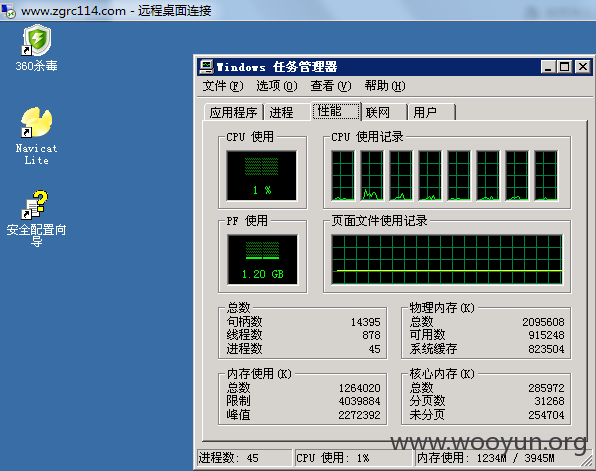 www.zgrc114.com - 远程桌面连接
360杀毒
Navicat
Lite
安全配置向
导
Windows 任务管理器
文件(F) 选项(O) 查看(V) 帮助(H)
应用程序 进程 性能 联网 用户
CPU 使用
1 %
CPU 使用记录
PF 使用
1.20 GB
页面文件使用记录
总数
句柄数 14395
线程数 878
进程数 45
物理内存(K)
总数 2095608
可用数 915248
系统缓存 823504
内存使用(K)
总数 1264020
限制 4039884
峰值 2272392
核心内存(K)
总数 285972
分页数 31268
未分页 254704
进程数: 45 CPU 使用: 1% 内存使用: 1234M / 3945M
www.wooyun.org